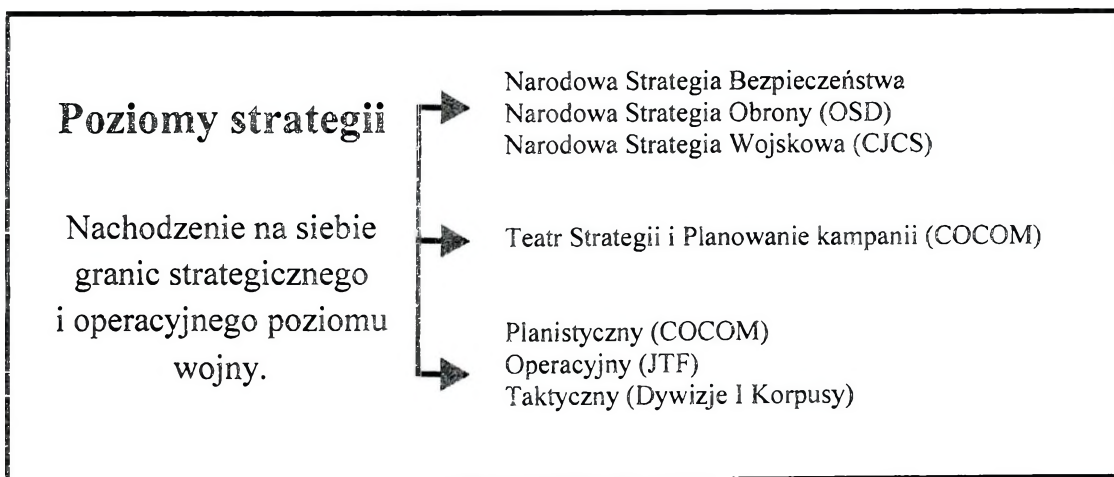 Poziomy strategii
Nachodzenie na siebie
granic strategicznego
i operacyjnego poziomu
wojny.
Narodowa Strategia Bezpieczeństwa
Narodowa Strategia Obrony (OSD)
Narodowa Strategia Wojskowa (CJCS)
Teatr Strategii i Planowanie kampanii (COCOM)
Planistyczny (COCOM)
Operacyjny (JTF)
Taktyczny (Dywizje I Korpusy)